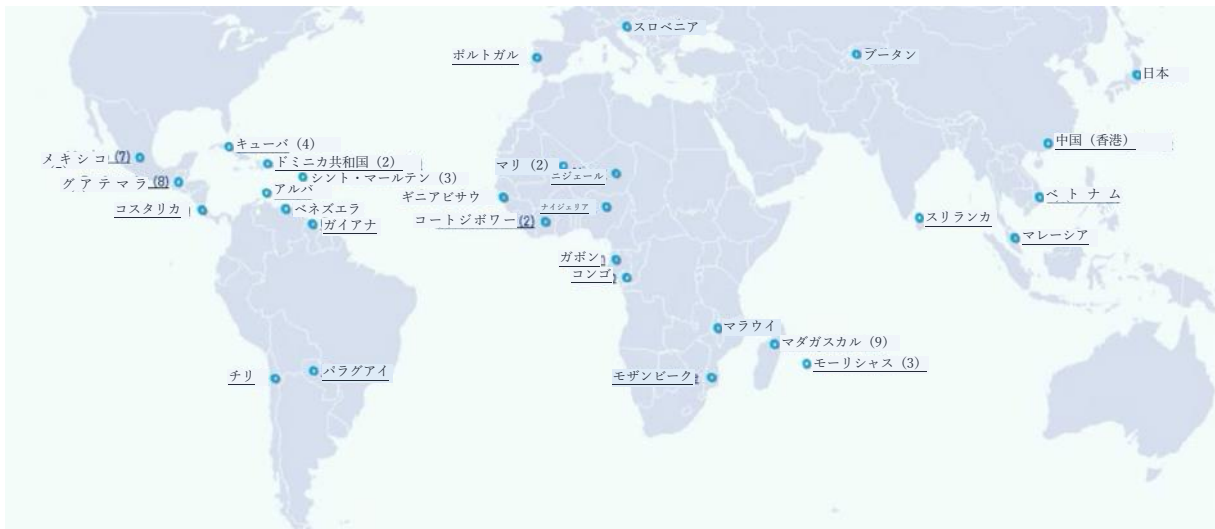 スロベニア
ポルトガル
ブータン
日本
キューバ（4）
中国（香港）
メキシコ(7)
ドミニカ共和国（2）
マリ（2）
ニジェール
グアテマラ(8)
シント・マールテン（3）
アルバ
ギニアビサウ
ベトナム
コスタリカ
ベネズエラ
ナイジェリア
コートジボワー(2)
ガイアナ
スリランカ
マレーシア
ガボン
コンゴ
マラウイ
マダガスカル（9）
モーリシャス（3）
チリ
パラグアイ
モザンビーク